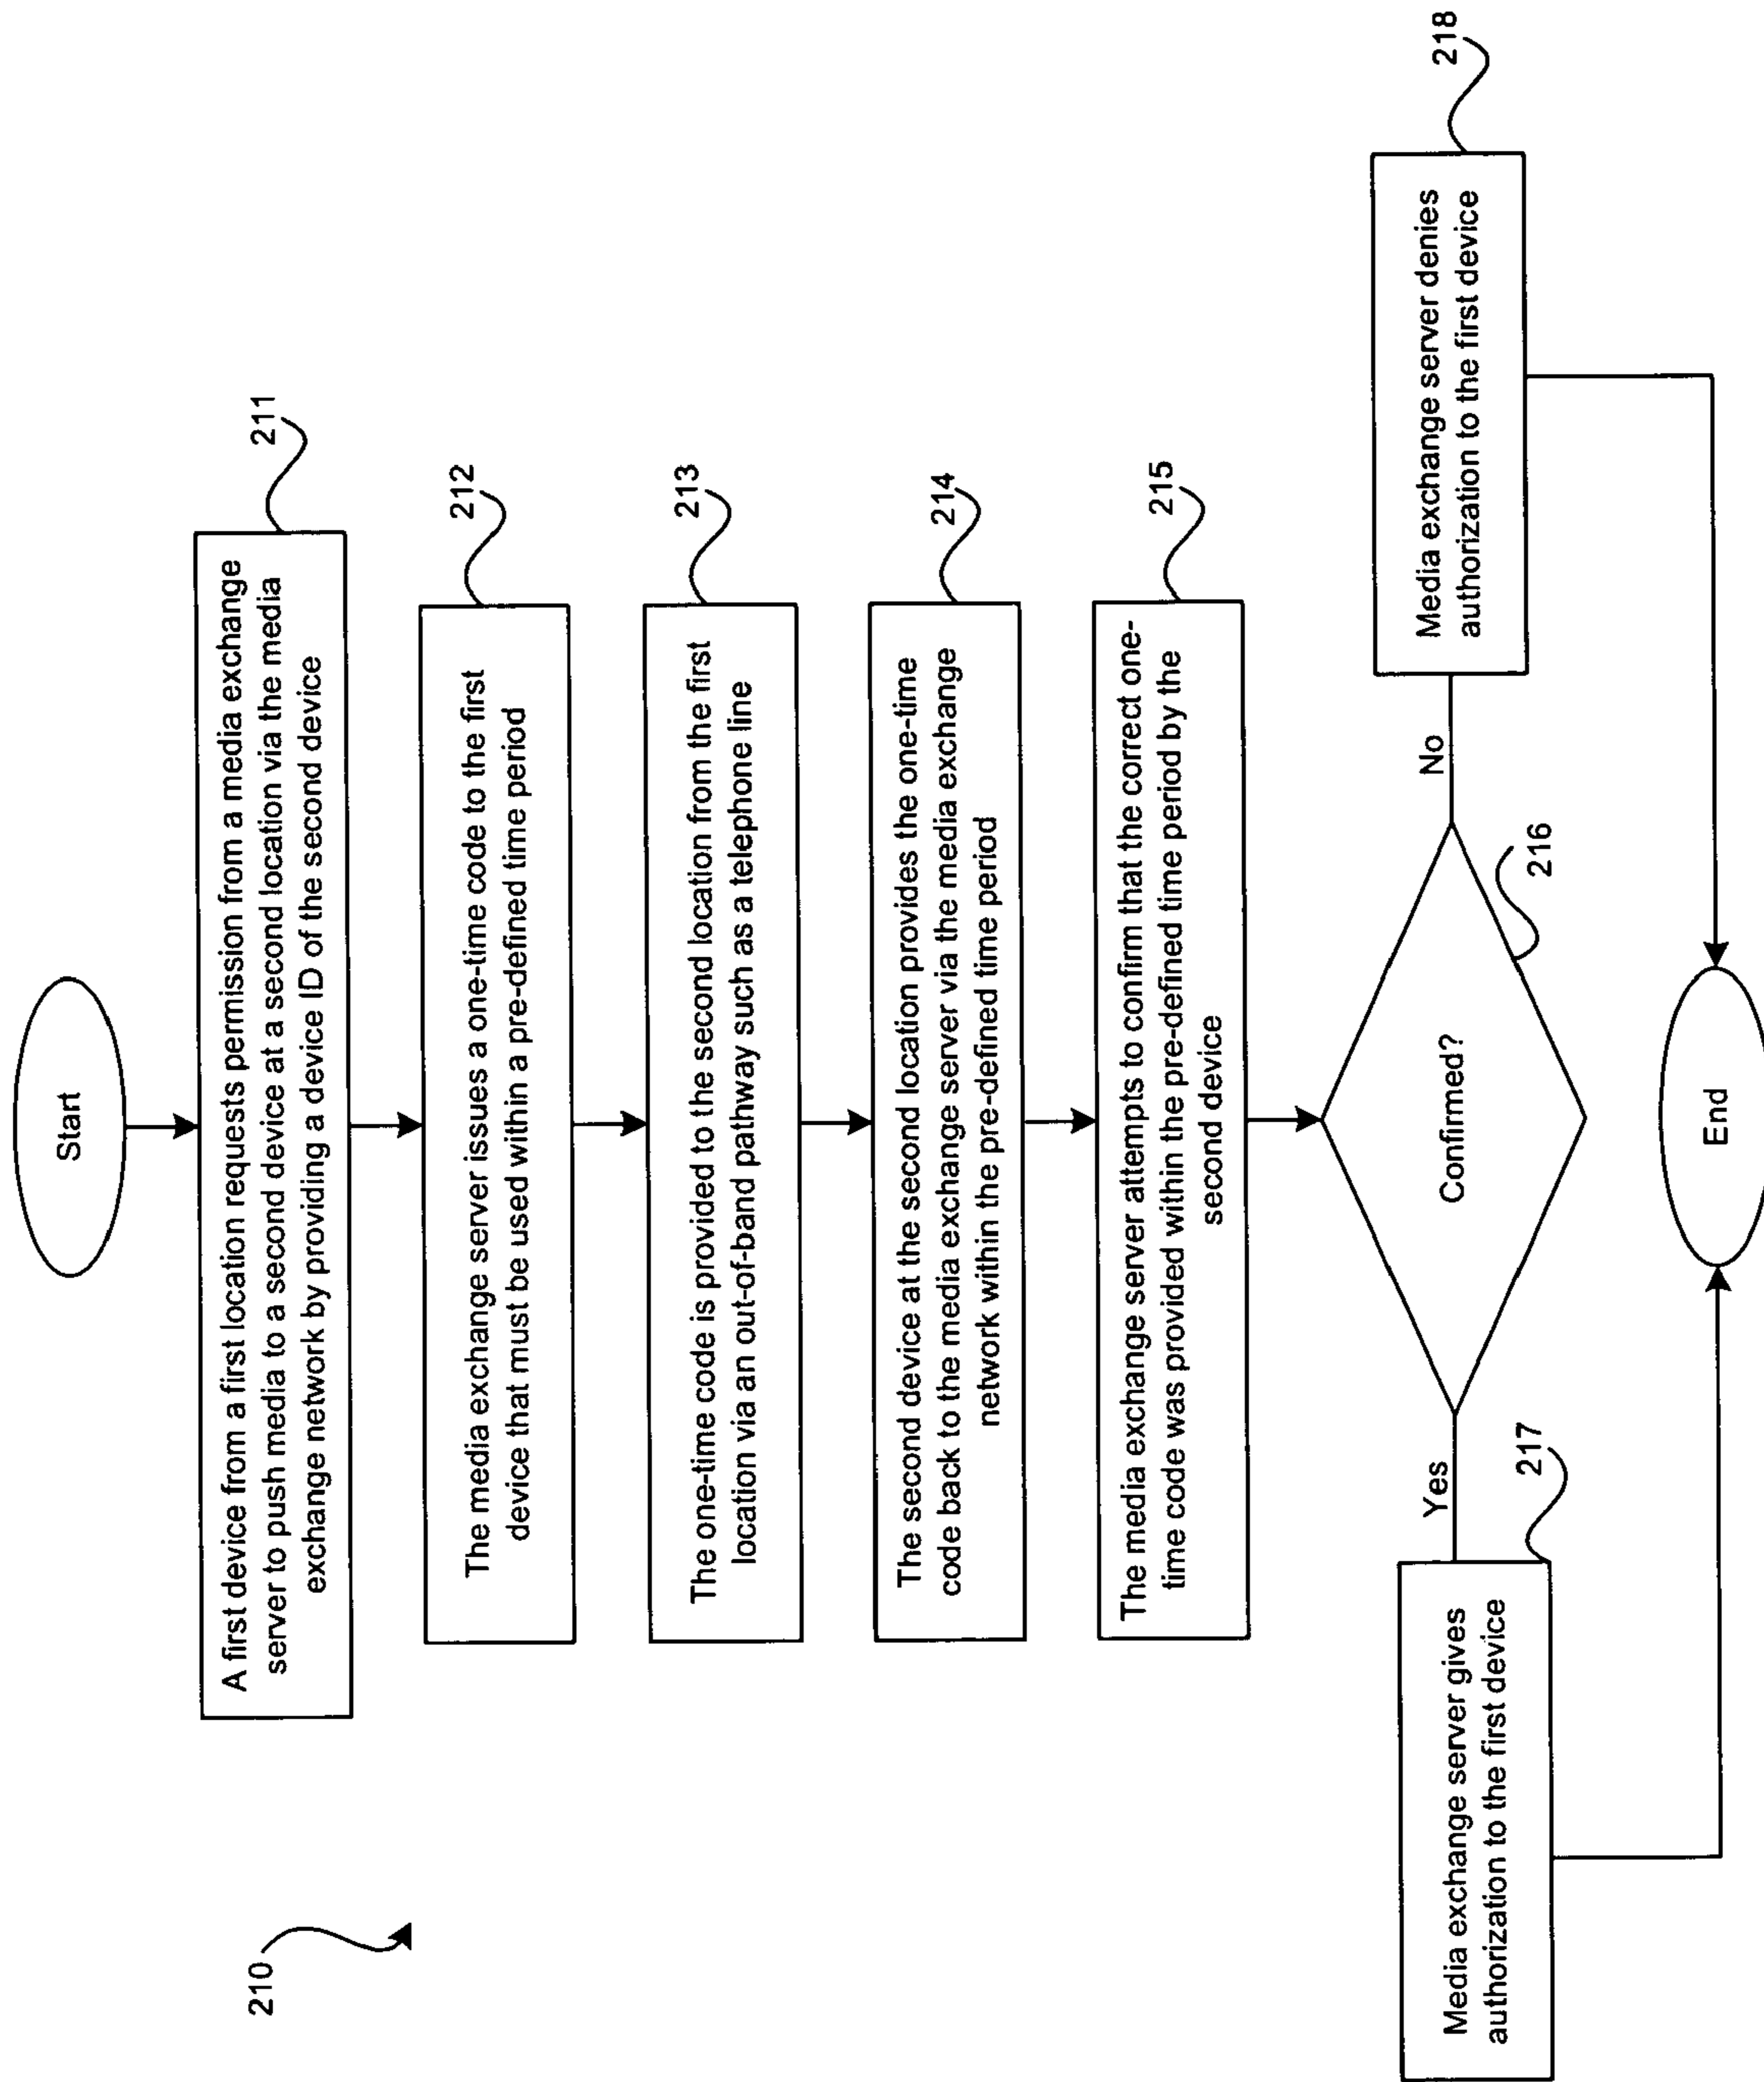 210
Start
211
A first device from a first location requests permission from a media exchange
server to push media to a second device at a second location via the media
exchange network by providing a device ID of the second device
212
The media exchange server issues a one-time code to the first
device that must be used within a pre-defined time period
213
The one-time code is provided to the second location from the first
location via an out-of-band pathway such as a telephone line
214
The second device at the second location provides the one-time
code back to the media exchange server via the media exchange
network within the pre-defined time period
215
The media exchange server attempts to confirm that the correct one-
time code was provided within the pre-defined time period by the
second device
Confirmed?
216
Yes
No
217
Media exchange server gives
authorization to the first device
218
Media exchange server denies
authorization to the first device
End